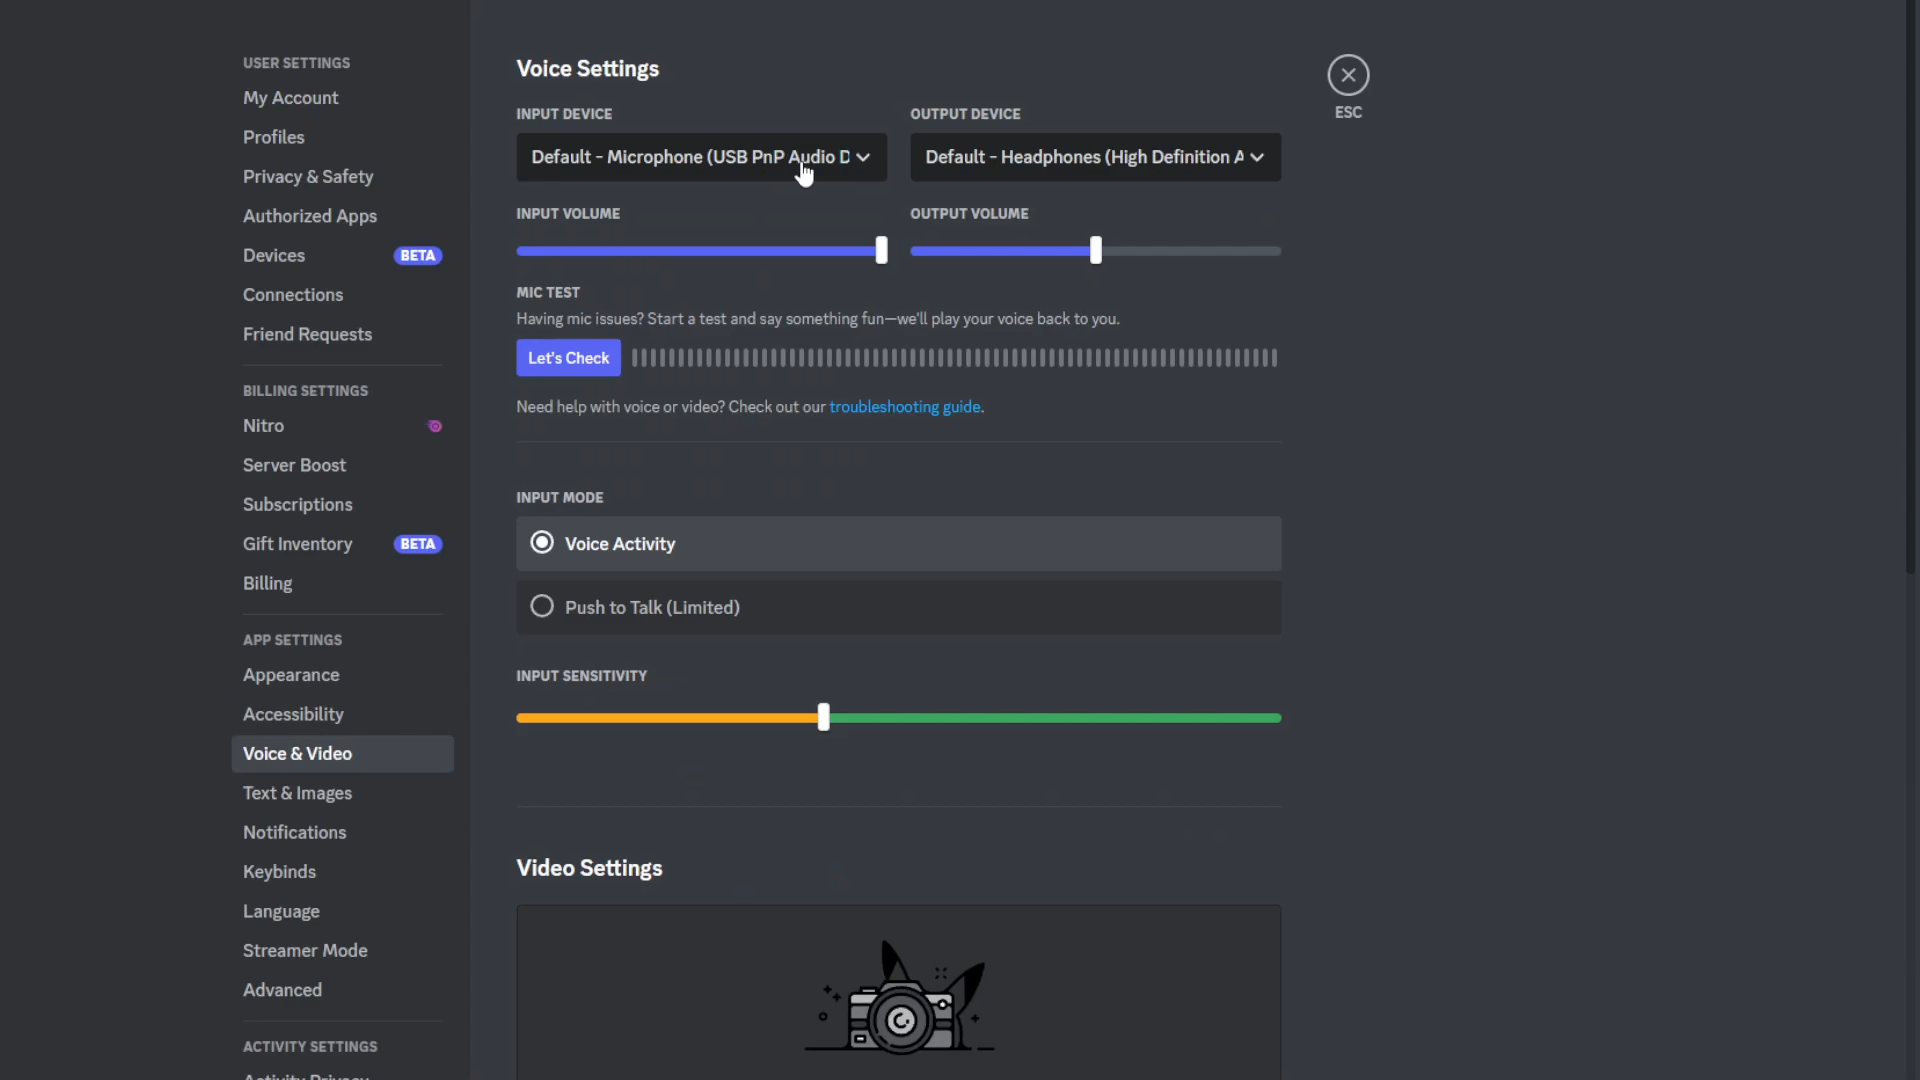 USER SETTINGS
My Account
Profiles
Privacy & Safety
Authorized Apps
Devices BETA
Connections
Friend Requests
BILLING SETTINGS
Nitro
Server Boost
Subscriptions
Gift Inventory BETA
Billing
APP SETTINGS
Appearance
Accessibility
Voice & Video
Text & Images
Notifications
Keybinds
Language
Streamer Mode
Advanced
ACTIVITY SETTINGS
Activity Privacy
Voice Settings
INPUT DEVICE OUTPUT DEVICE
Default - Microphone (USB PnP Audio D Default - Headphones (High Definition A
INPUT VOLUME OUTPUT VOLUME
MIC TEST
Having mic issues? Start a test and say something fun—we'll play your voice back to you.
Let's Check
Need help with voice or video? Check out our troubleshooting guide.
INPUT MODE
Voice Activity
Push to Talk (Limited)
INPUT SENSITIVITY
Video Settings
ESC